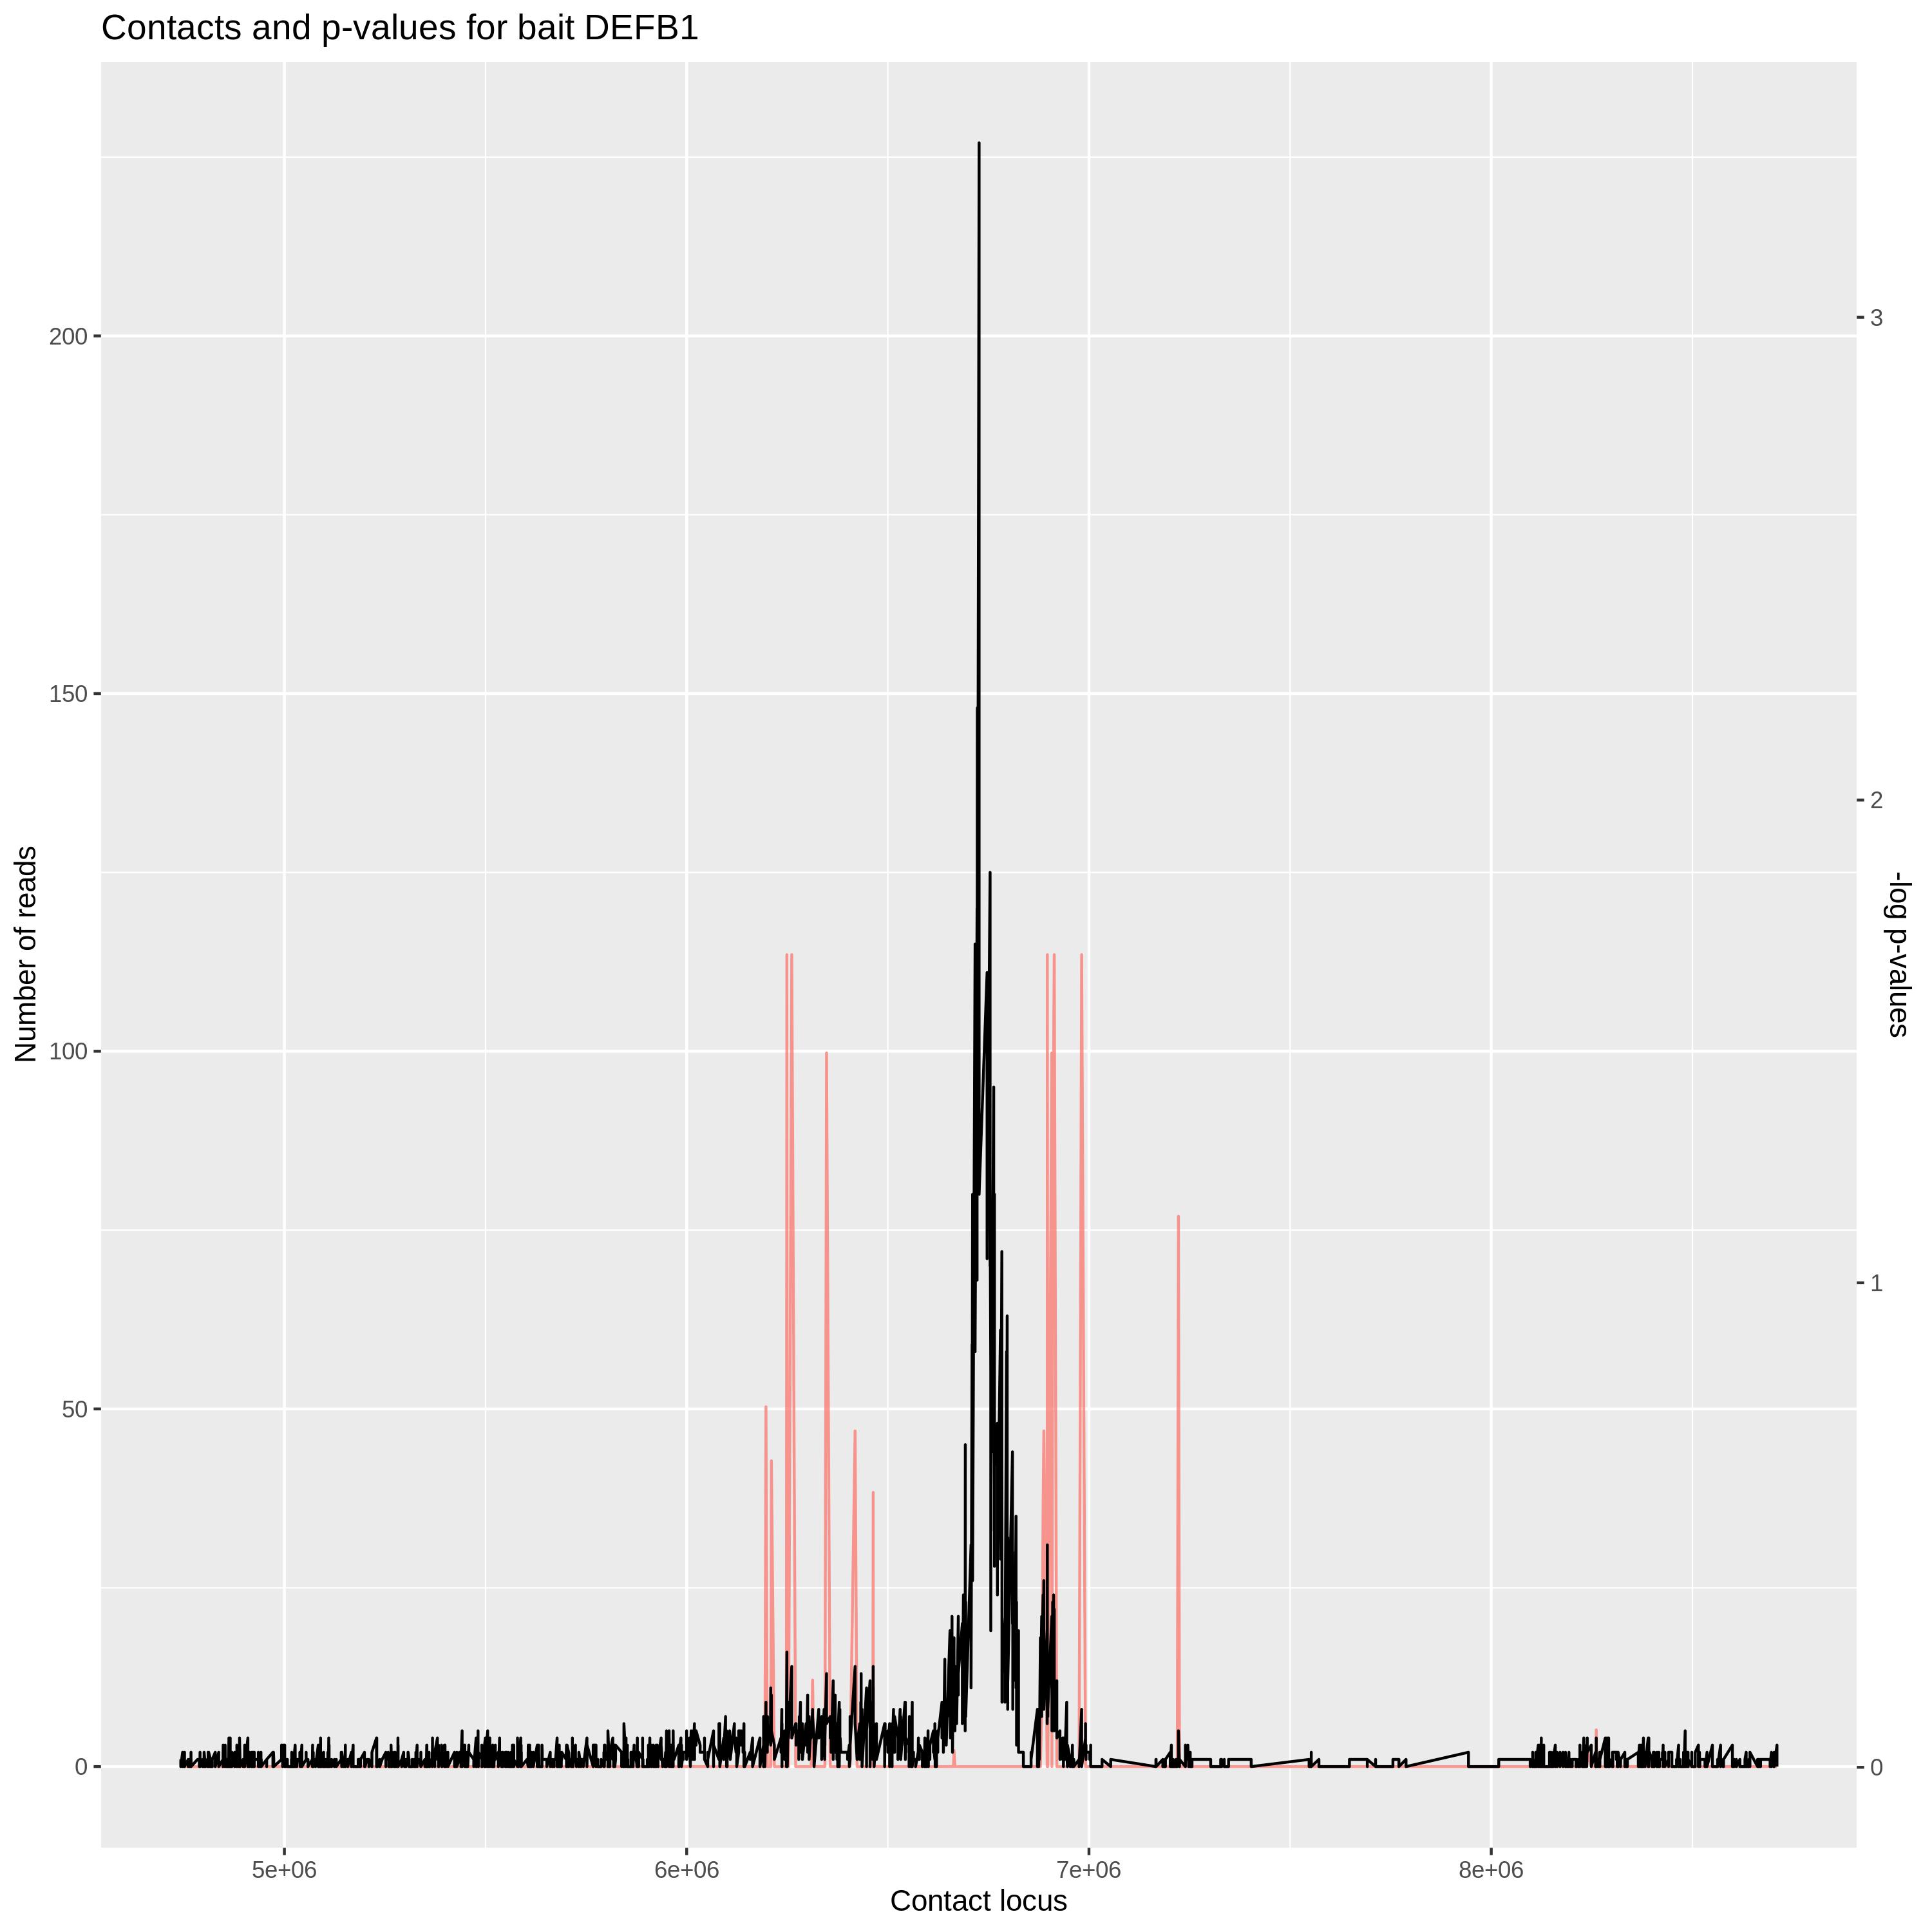 Contacts and p-values for bait DEFB1
200
150
100
50
0
3
2
1
0
Number of reads
-log p-values
5e+06
6e+06
7e+06
8e+06
Contact locus